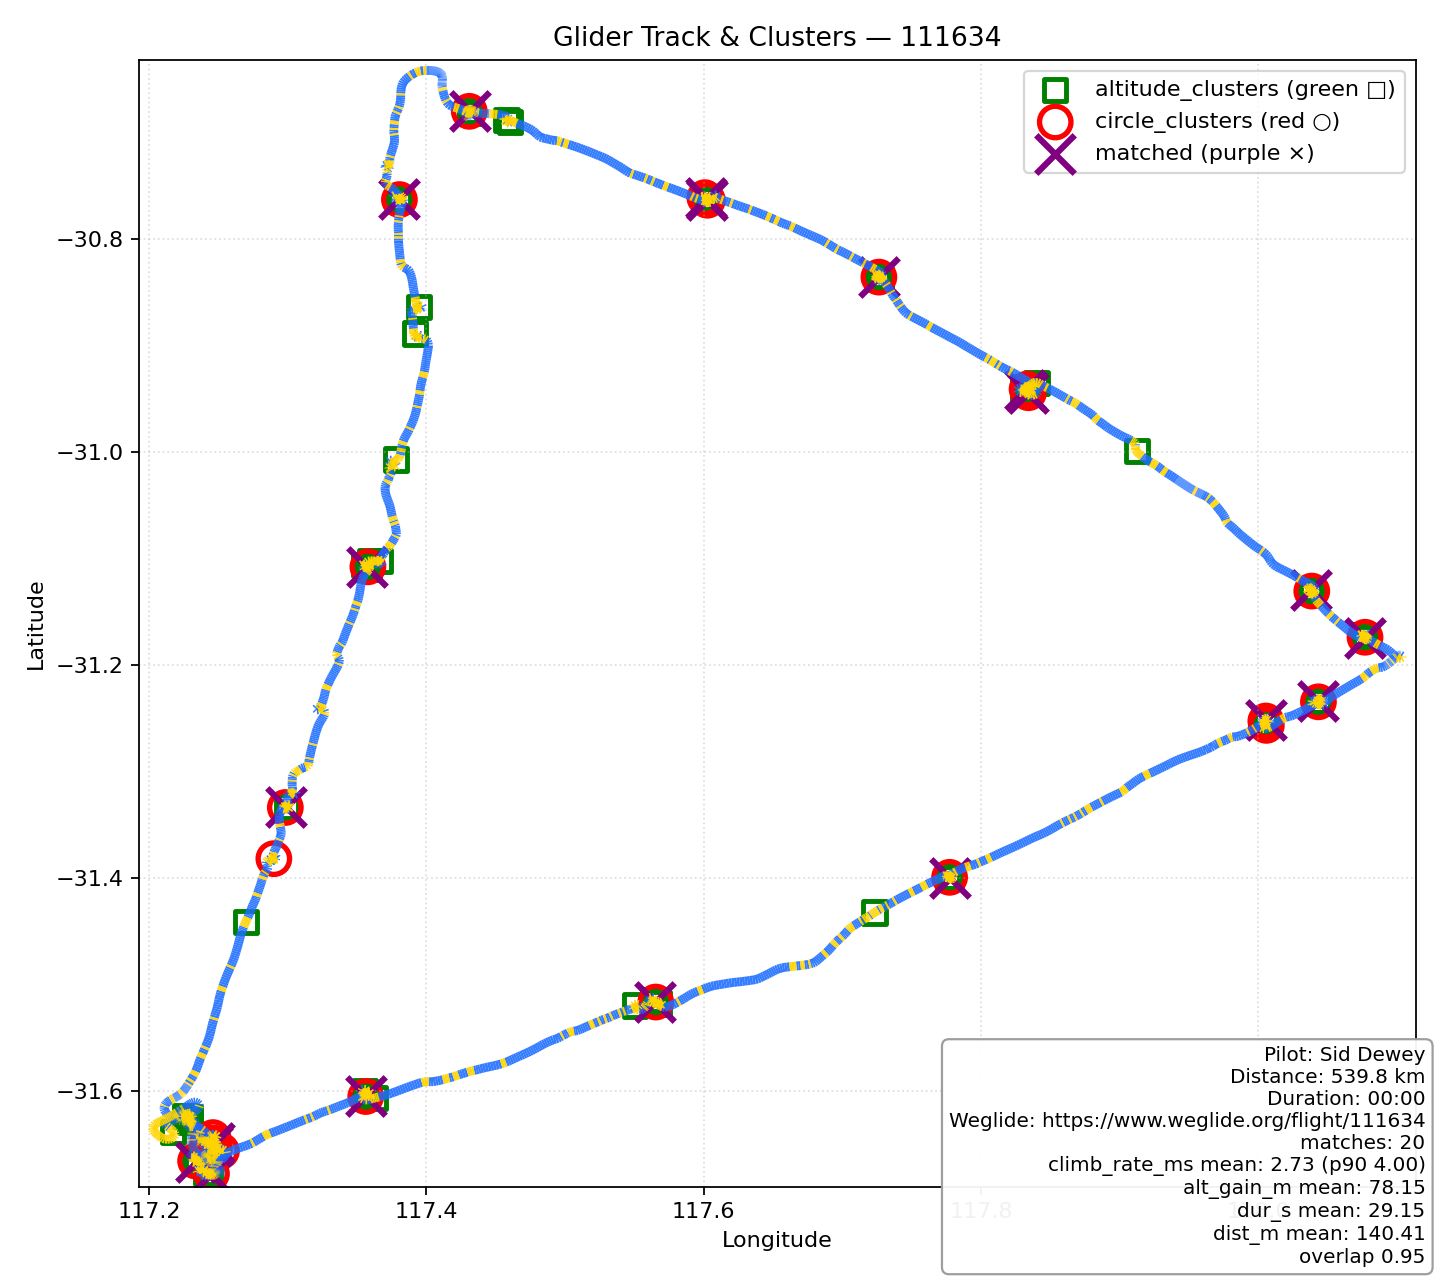 Glider Track & Clusters — 111634
altitude_clusters (green □)
circle_clusters (red ○)
matched (purple ×)
−30.8
−31.0
−31.2
−31.4
−31.6
Latitude
117.2
117.4
117.6
117.8
Longitude
Pilot: Sid Dewey
Distance: 539.8 km
Duration: 00:00
Weglide: https://www.weglide.org/flight/111634
matches: 20
climb_rate_ms mean: 2.73 (p90 4.00)
alt_gain_m mean: 78.15
dur_s mean: 29.15
dist_m mean: 140.41
overlap 0.95